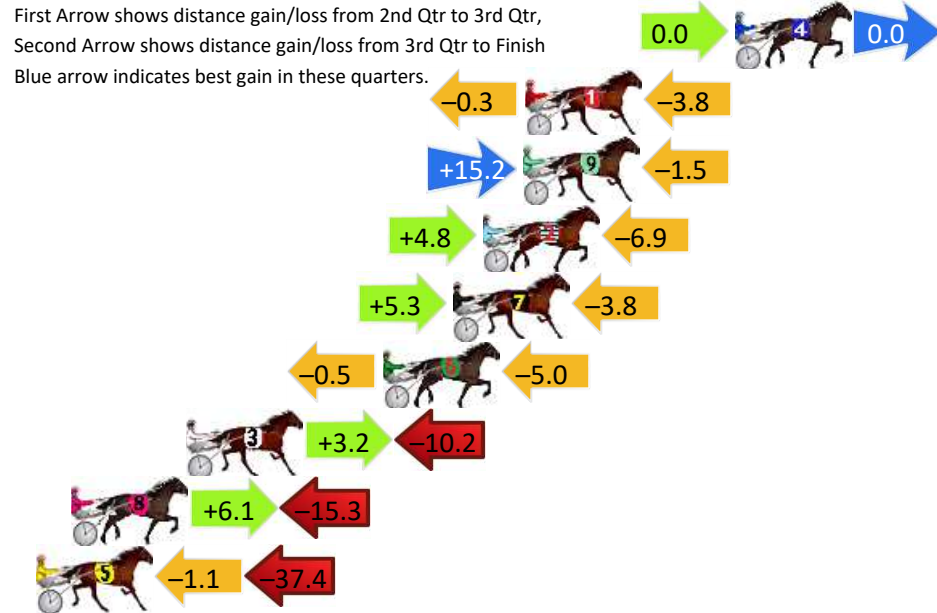 First Arrow shows distance gain/loss from 2nd Qtr to 3rd Qtr,
Second Arrow shows distance gain/loss from 3rd Qtr to Finish
Blue arrow indicates best gain in these quarters.
0.0 4 0.0
–0.3 1 –3.8
+15.2 9 –1.5
+4.8 2 –6.9
+5.3 7 –3.8
–0.5 6 –5.0
3 +3.2 –10.2
8 +6.1 –15.3
5 –1.1 –37.4